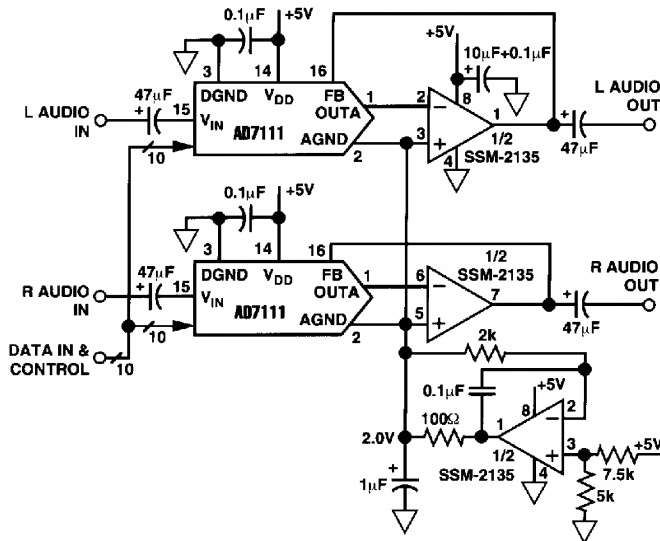 0.1µF
+5V
+5V
10µF+0.1µF
3
14
16
DGND
VDD
FB
OUTA
1
2
8
1
L AUDIO
IN
47µF
15
VIN
AD7111
AGND
2
3
4
1/2
SSM-2135
47µF
L AUDIO
OUT
10
0.1µF
+5V
3
14
16
DGND
VDD
FB
OUTA
1
6
1/2
SSM-2135
7
R AUDIO
IN
47µF
15
VIN
AD7111
AGND
2
5
47µF
R AUDIO
OUT
DATA IN &
CONTROL
10
10
2k
0.1µF
+5V
8
2
2.0V
100Ω
1
3
+5V
1/2
SSM-2135
4
7.5k
5k
1µF